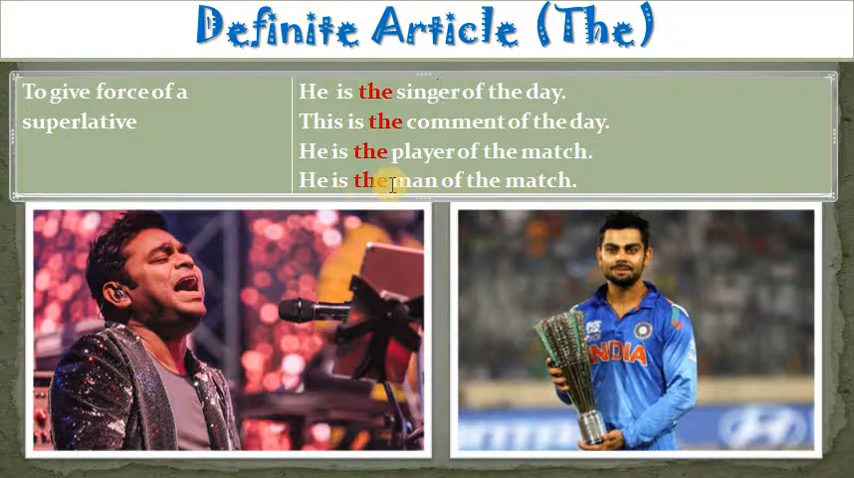 Definite Article (The)
To give force of a
superlative
He is the singer of the day.
This is the comment of the day.
He is the player of the match.
He is the man of the match.
INDIA